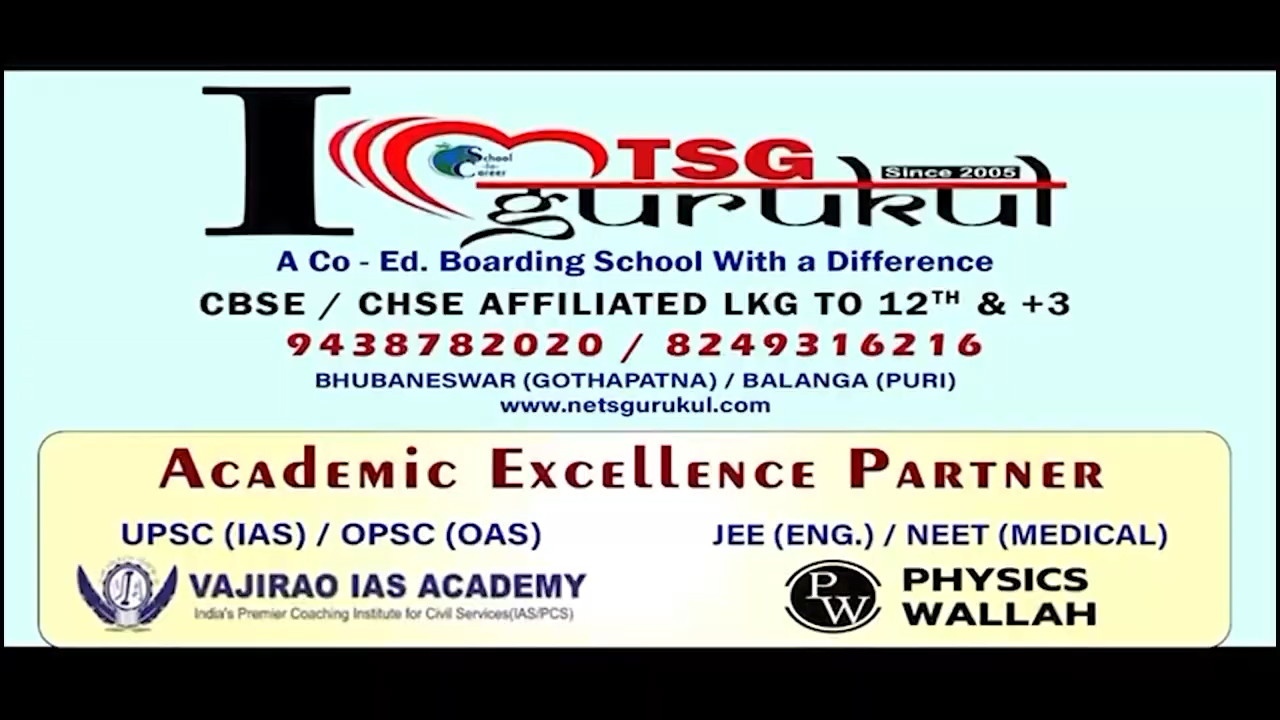 I TSG
School
to
Career
gurukul Since 2005
A Co - Ed. Boarding School With a Difference
CBSE / CHSE AFFILIATED LKG TO 12TH & +3
9438782020 / 8249316216
BHUBANESWAR (GOTHAPATNA) / BALANGA (PURI)
www.netsgurukul.com
Academic Excellence Partner
UPSC (IAS) / OPSC (OAS)
VAJIRAO IAS ACADEMY
India's Premier Coaching Institute for Civil Services(IAS/PCS)
JEE (ENG.) / NEET (MEDICAL)
PW
PHYSICS
WALLAH